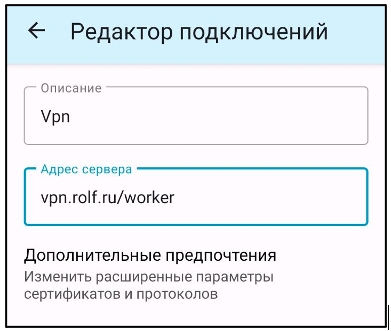 Редактор подключений
Описание
Vpn
Адрес сервера
vpn.rolf.ru/worker
Дополнительные предпочтения
Изменить расширенные параметры
сертификатов и протоколов